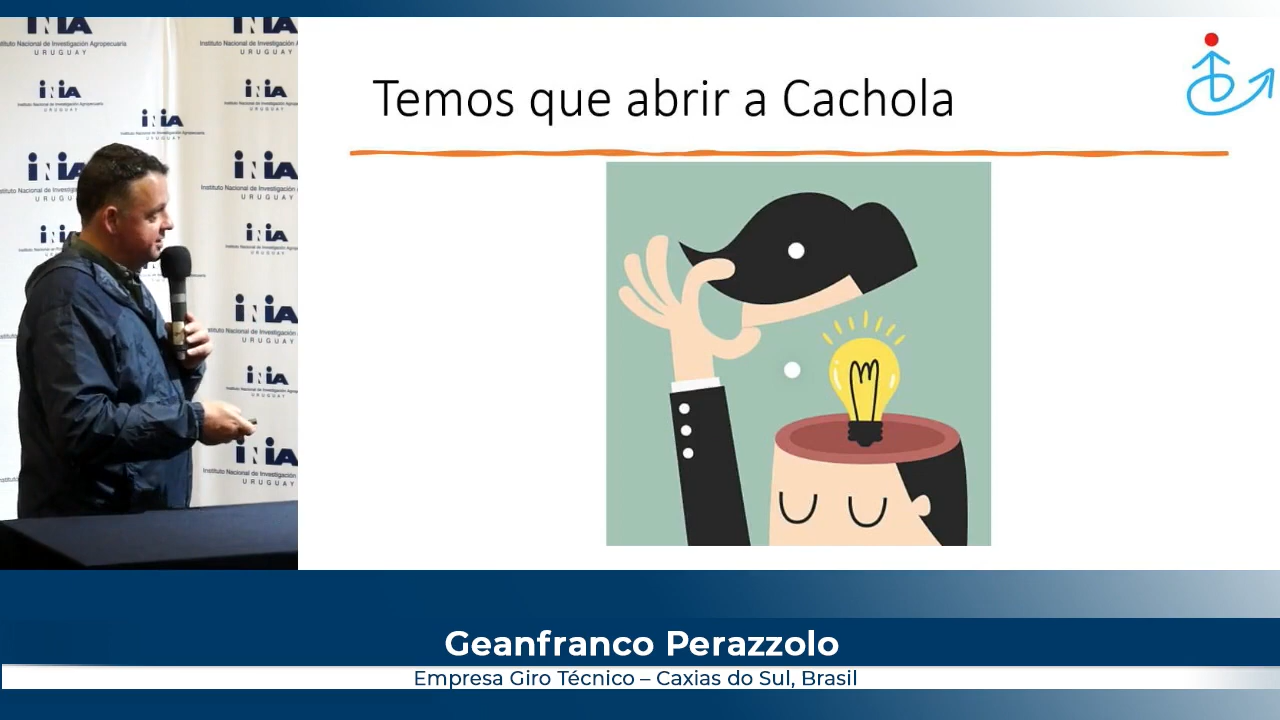 INIA
Instituto Nacional de Investigación Agropecuaria
URUGUAY
Temos que abrir a Cachola
Geanfranco Perazzolo
Empresa Giro Técnico – Caxias do Sul, Brasil